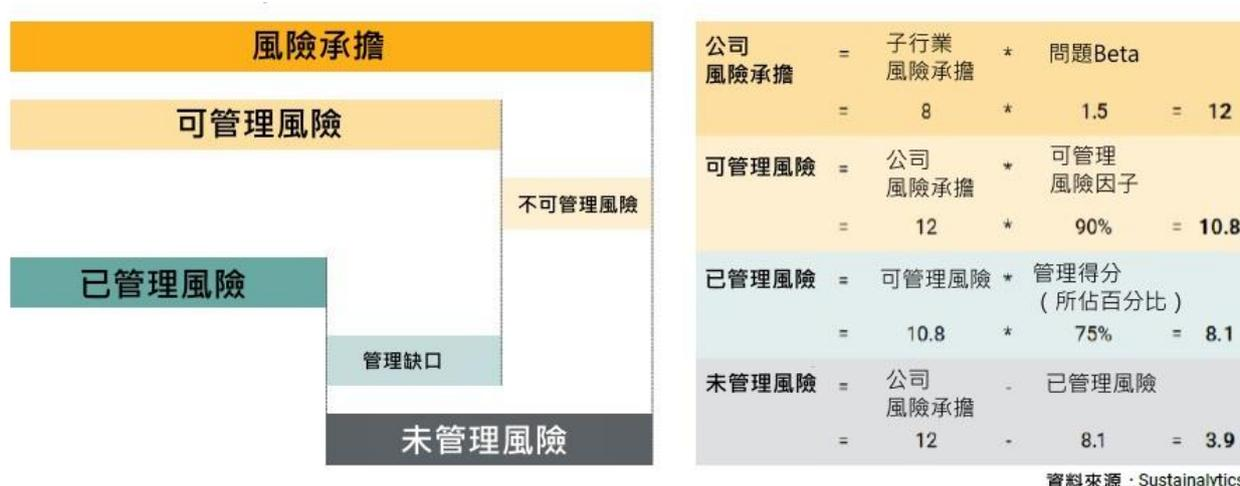 風險承擔
可管理風險
不可管理風險
已管理風險
管理缺口
未管理風險
公司
風險承擔 = 子行業
風險承擔 * 問題Beta
= 8 * 1.5 = 12
可管理風險 = 公司
風險承擔 * 可管理
風險因子
= 12 * 90% = 10.8
已管理風險 = 可管理風險 * 管理得分
(所佔百分比)
= 10.8 * 75% = 8.1
未管理風險 = 公司
風險承擔 - 已管理風險
= 12 - 8.1 = 3.9
資料來源:Sustainalytics